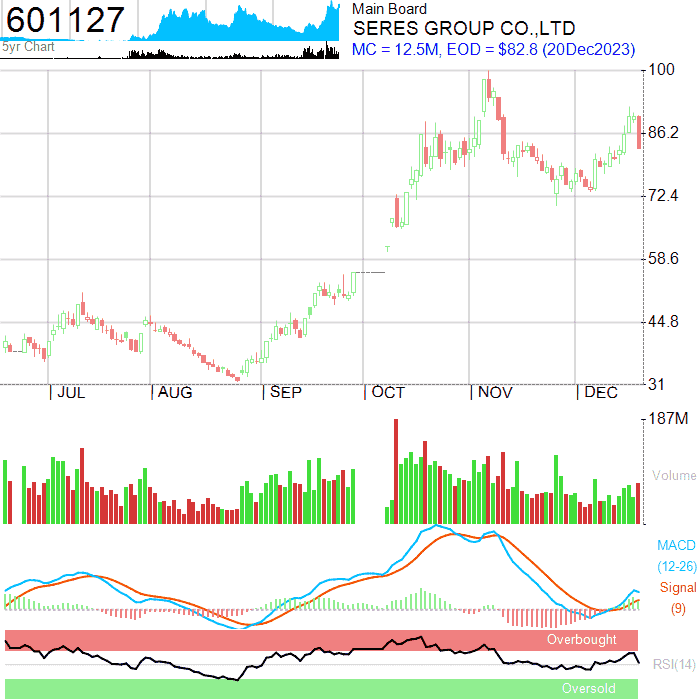 601127
5yr Chart
Main Board
SERES GROUP CO.,LTD
MC = 12.5M, EOD = $82.8 (20Dec2023)
100
86.2
72.4
58.6
44.8
31
JUL
AUG
SEP
OCT
NOV
DEC
187M
Volume
MACD
(12-26)
Signal
(9)
Overbought
RSI(14)
Oversold